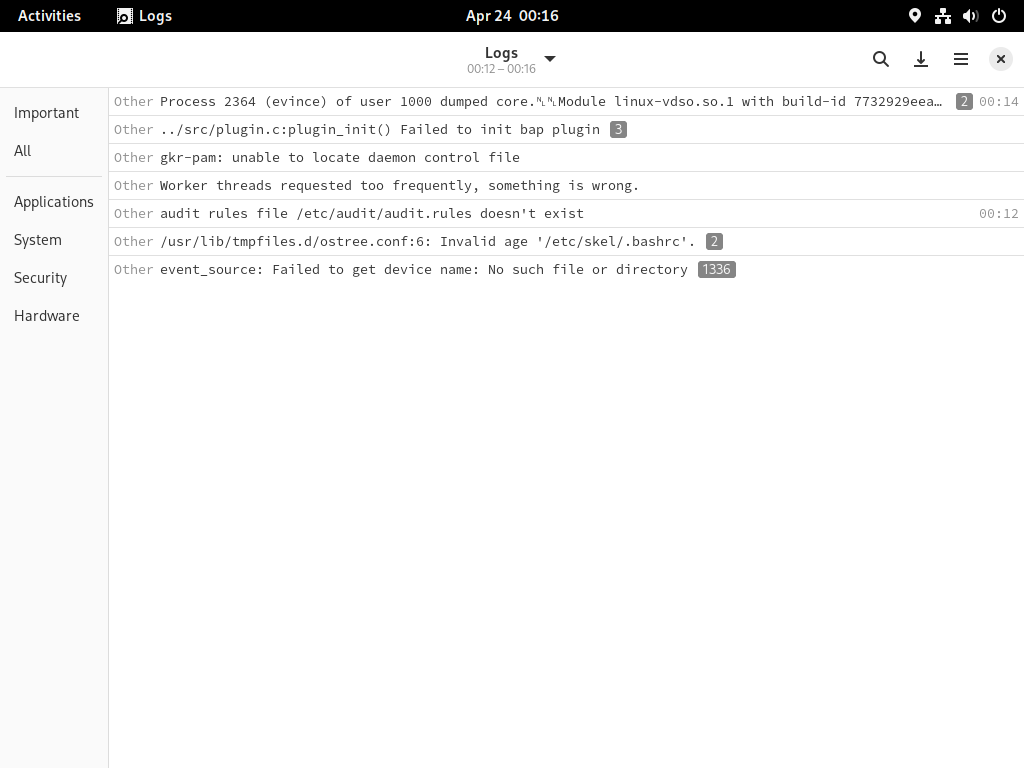 Activities
Logs
Apr 24 00:16
Logs
00:12 – 00:16
Important
All
Applications
System
Security
Hardware
Other Process 2364 (evince) of user 1000 dumped core.␤␤Module linux-vdso.so.1 with build-id 7732929eea… 2 00:14
Other ../src/plugin.c:plugin_init() Failed to init bap plugin 3
Other gkr-pam: unable to locate daemon control file
Other Worker threads requested too frequently, something is wrong.
Other audit rules file /etc/audit/audit.rules doesn't exist 00:12
Other /usr/lib/tmpfiles.d/ostree.conf:6: Invalid age '/etc/skel/.bashrc'. 2
Other event_source: Failed to get device name: No such file or directory 1336